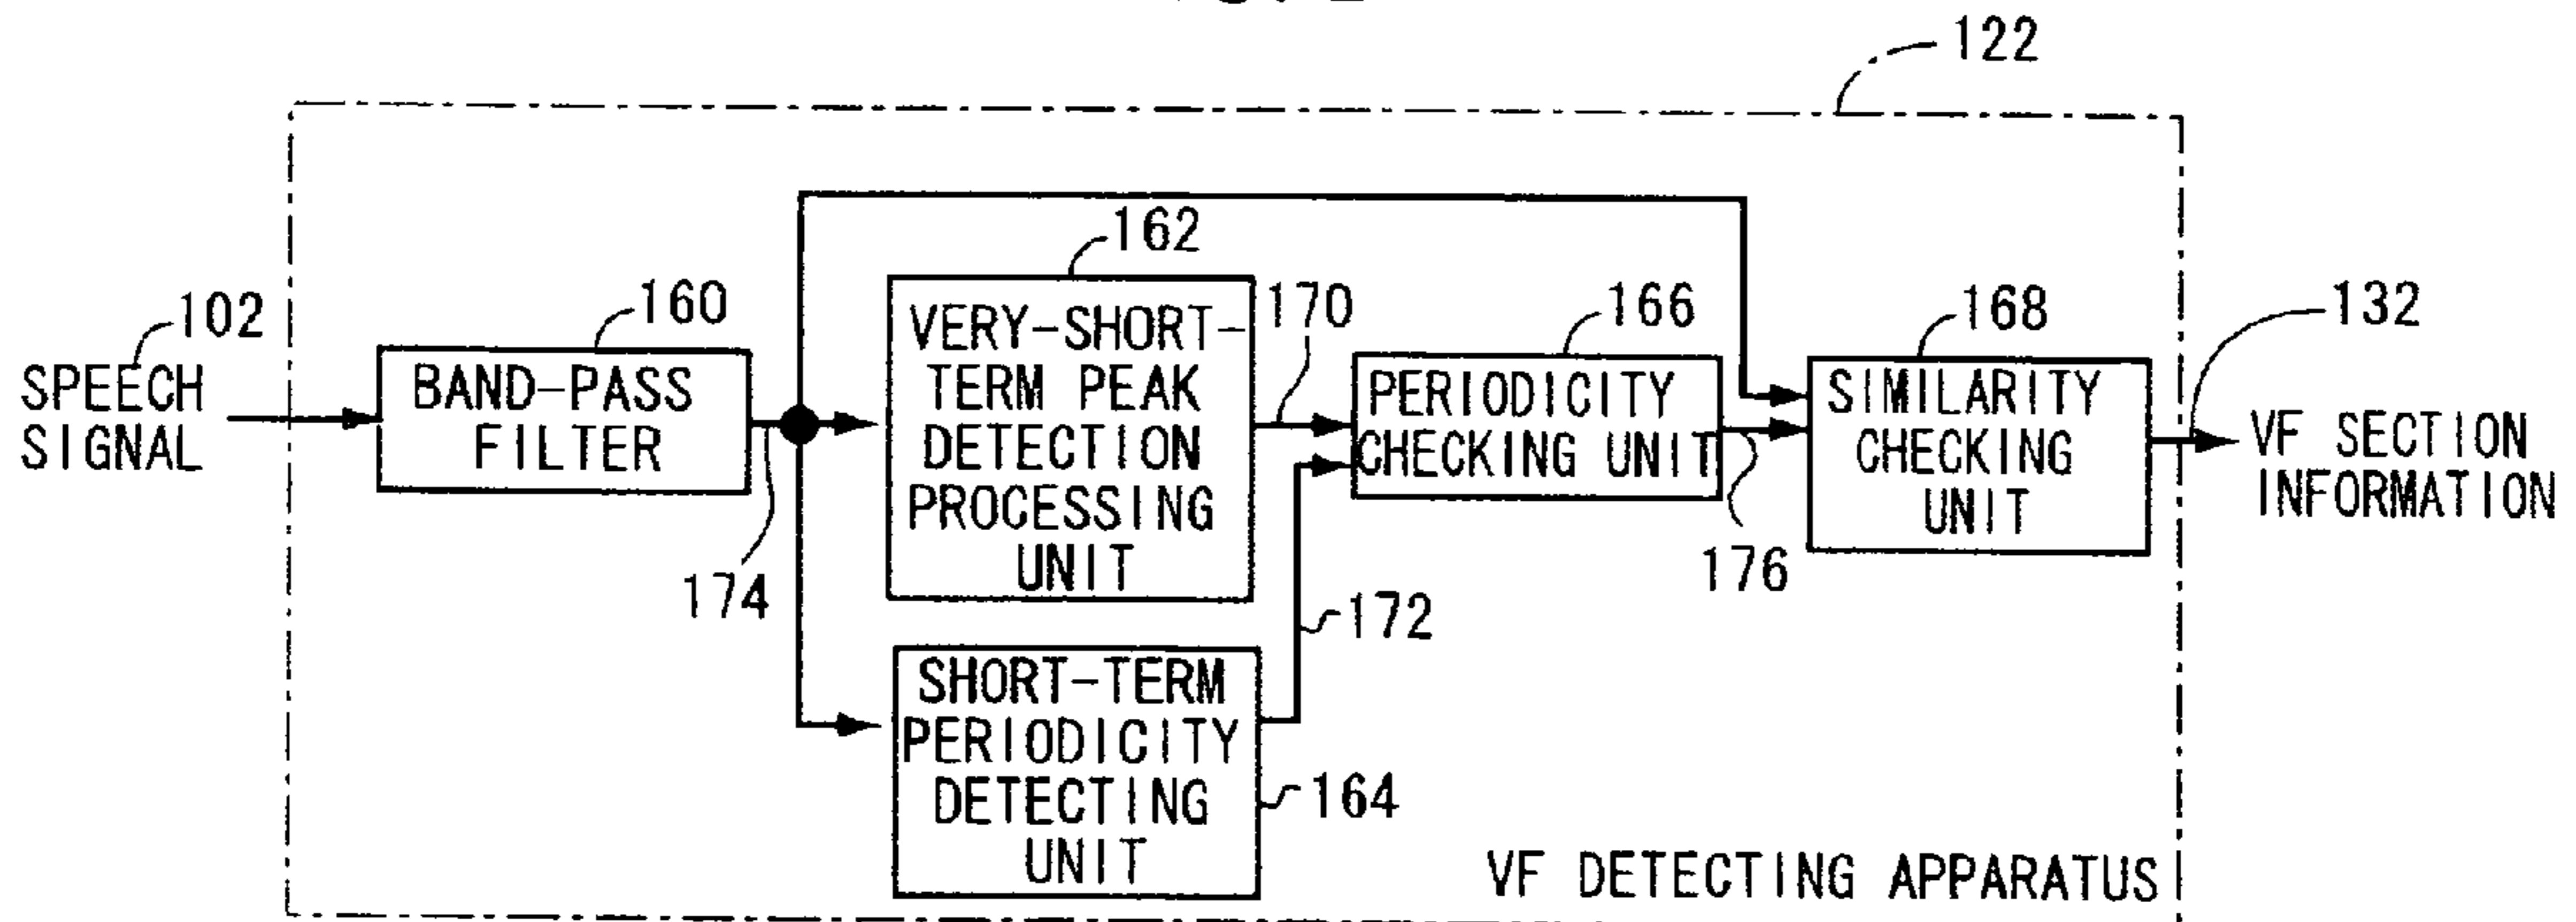 122
162
102
160
170
166
168
132
SPEECH
SIGNAL
BAND-PASS
FILTER
VERY-SHORT-
TERM PEAK
DETECTION
PROCESSING
UNIT
PERIODICITY
CHECKING UNIT
SIMILARITY
CHECKING
UNIT
VF SECTION
INFORMATION
174
176
172
SHORT-TERM
PERIODICITY
DETECTING
UNIT
164
VF DETECTING APPARATUS